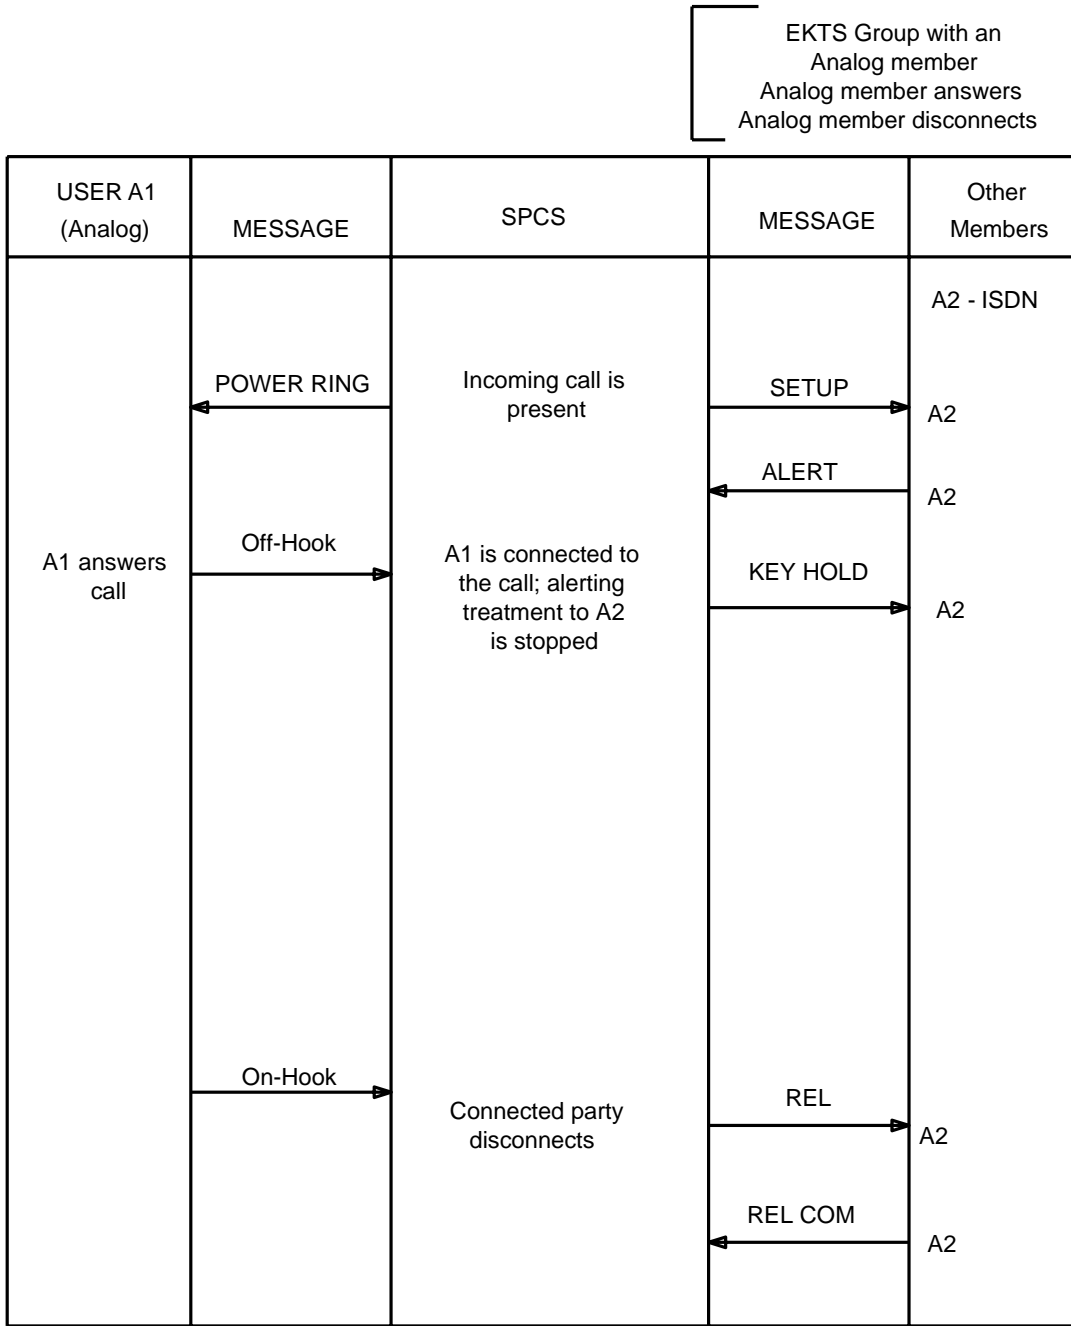 EKTS Group with an
Analog member
Analog member answers
Analog member disconnects
USER A1
(Analog)
MESSAGE
SPCS
MESSAGE
Other
Members
A2 - ISDN
POWER RING
Incoming call is
present
SETUP
A2
ALERT
A2
A1 answers
call
Off-Hook
A1 is connected to
the call; alerting
treatment to A2
is stopped
KEY HOLD
A2
On-Hook
Connected party
disconnects
REL
A2
REL COM
A2